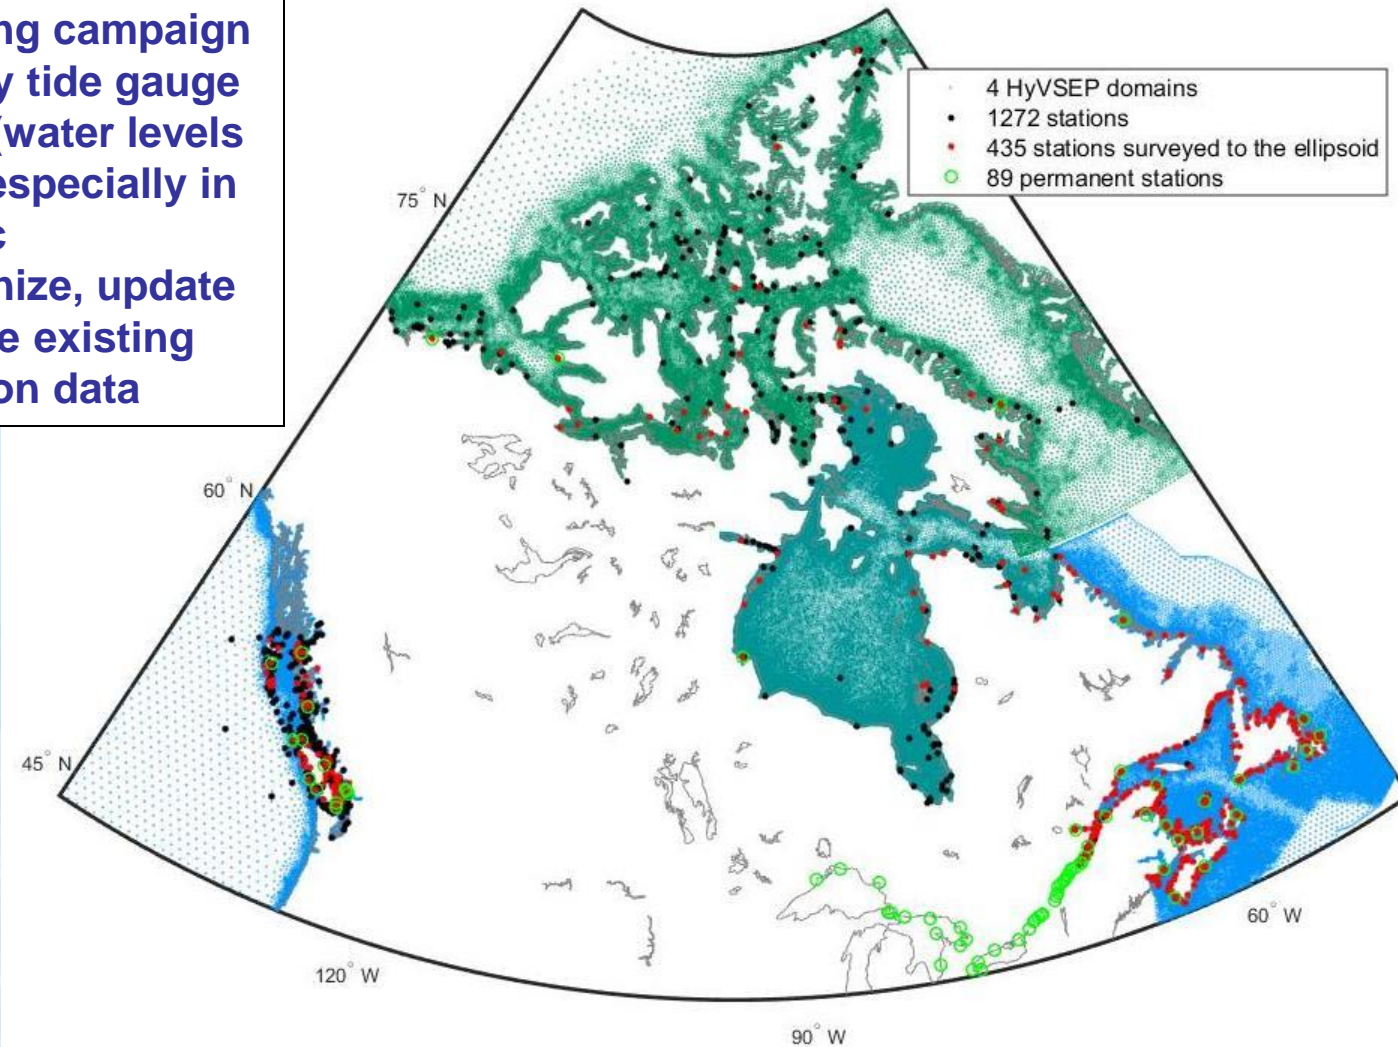 ng campaign
y tide gauge
(water levels
especially in
c
nize, update
e existing
on data
4 HyVSEP domains
1272 stations
435 stations surveyed to the ellipsoid
89 permanent stations
75° N
60° N
45° N
120° W
90° W
60° W